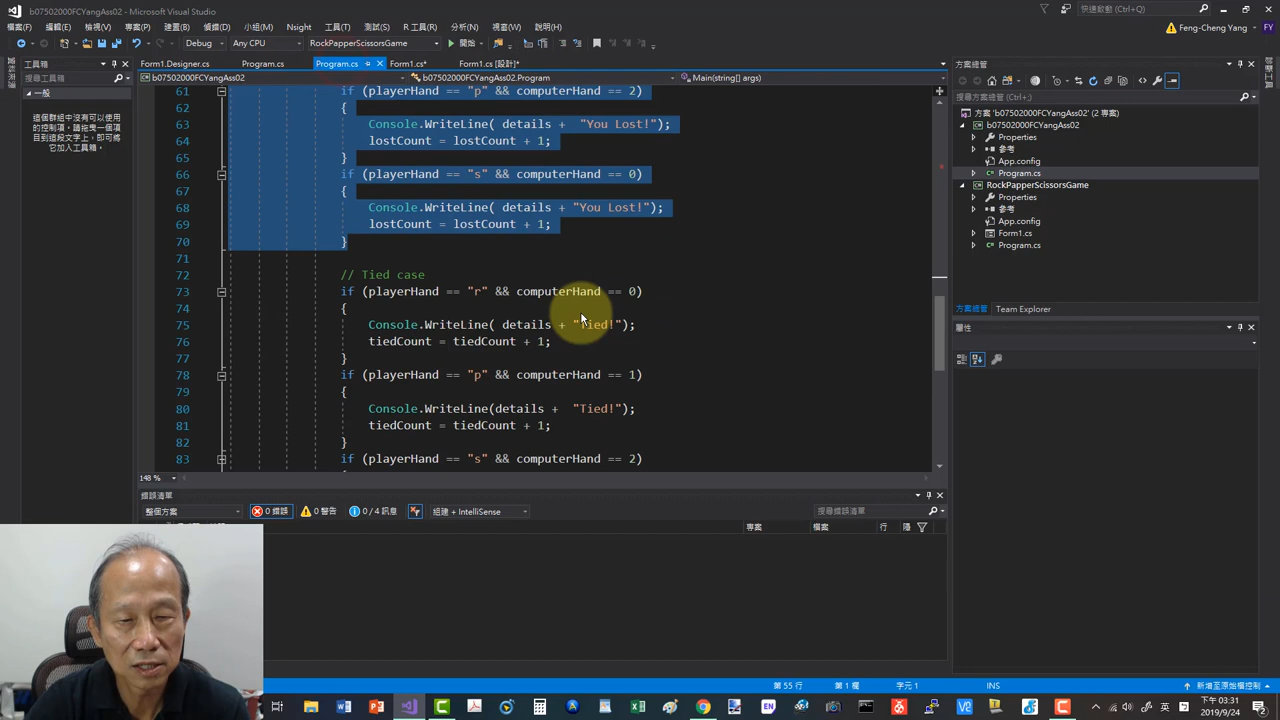 b07502000FCYangAss02 - Microsoft Visual Studio
快速啟動 (Ctrl+Q)
檔案(F) 編輯(E) 檢視(V) 專案(P) 建置(B) 偵錯(D) 小組(M) Nsight 工具(T) 測試(S) R 分析(N) 視窗(W) 說明(H)
Feng-Cheng Yang FY
Debug Any CPU RockPapperScissorsGame 開始
工具箱
Form1.Designer.cs Program.cs Program.cs Form1.cs* Form1.cs [設計]*
方案總管
搜尋工具箱
b07502000FCYangAss02 b07502000FCYangAss02.Program Main(string[] args)
一般
這個群組中沒有可以使用
的控制項。請拖曳一個項
目到這段文字上，即可將
它加入工具箱。
61 if (playerHand == "p" && computerHand == 2)
62 {
63 Console.WriteLine( details + "You Lost!");
64 lostCount = lostCount + 1;
65 }
66 if (playerHand == "s" && computerHand == 0)
67 {
68 Console.WriteLine( details + "You Lost!");
69 lostCount = lostCount + 1;
70 }
71
72 // Tied case
73 if (playerHand == "r" && computerHand == 0)
74 {
75 Console.WriteLine( details + "Tied!");
76 tiedCount = tiedCount + 1;
77 }
78 if (playerHand == "p" && computerHand == 1)
79 {
80 Console.WriteLine(details + "Tied!");
81 tiedCount = tiedCount + 1;
82 }
83 if (playerHand == "s" && computerHand == 2)
148 %
搜尋方案總管 (Ctrl+;)
方案 'b07502000FCYangAss02' (2 專案)
b07502000FCYangAss02
Properties
參考
App.config
Program.cs
RockPapperScissorsGame
Properties
參考
App.config
Form1.cs
Program.cs
方案總管 Team Explorer
屬性
錯誤清單
整個方案 0 錯誤 0 警告 0 / 4 訊息 組建 + IntelliSense 搜尋錯誤清單
專案 檔案 行
第 55 行 第 1 欄 字元 1 INS 新增至原始檔控制
下午 03:31
2019/9/24